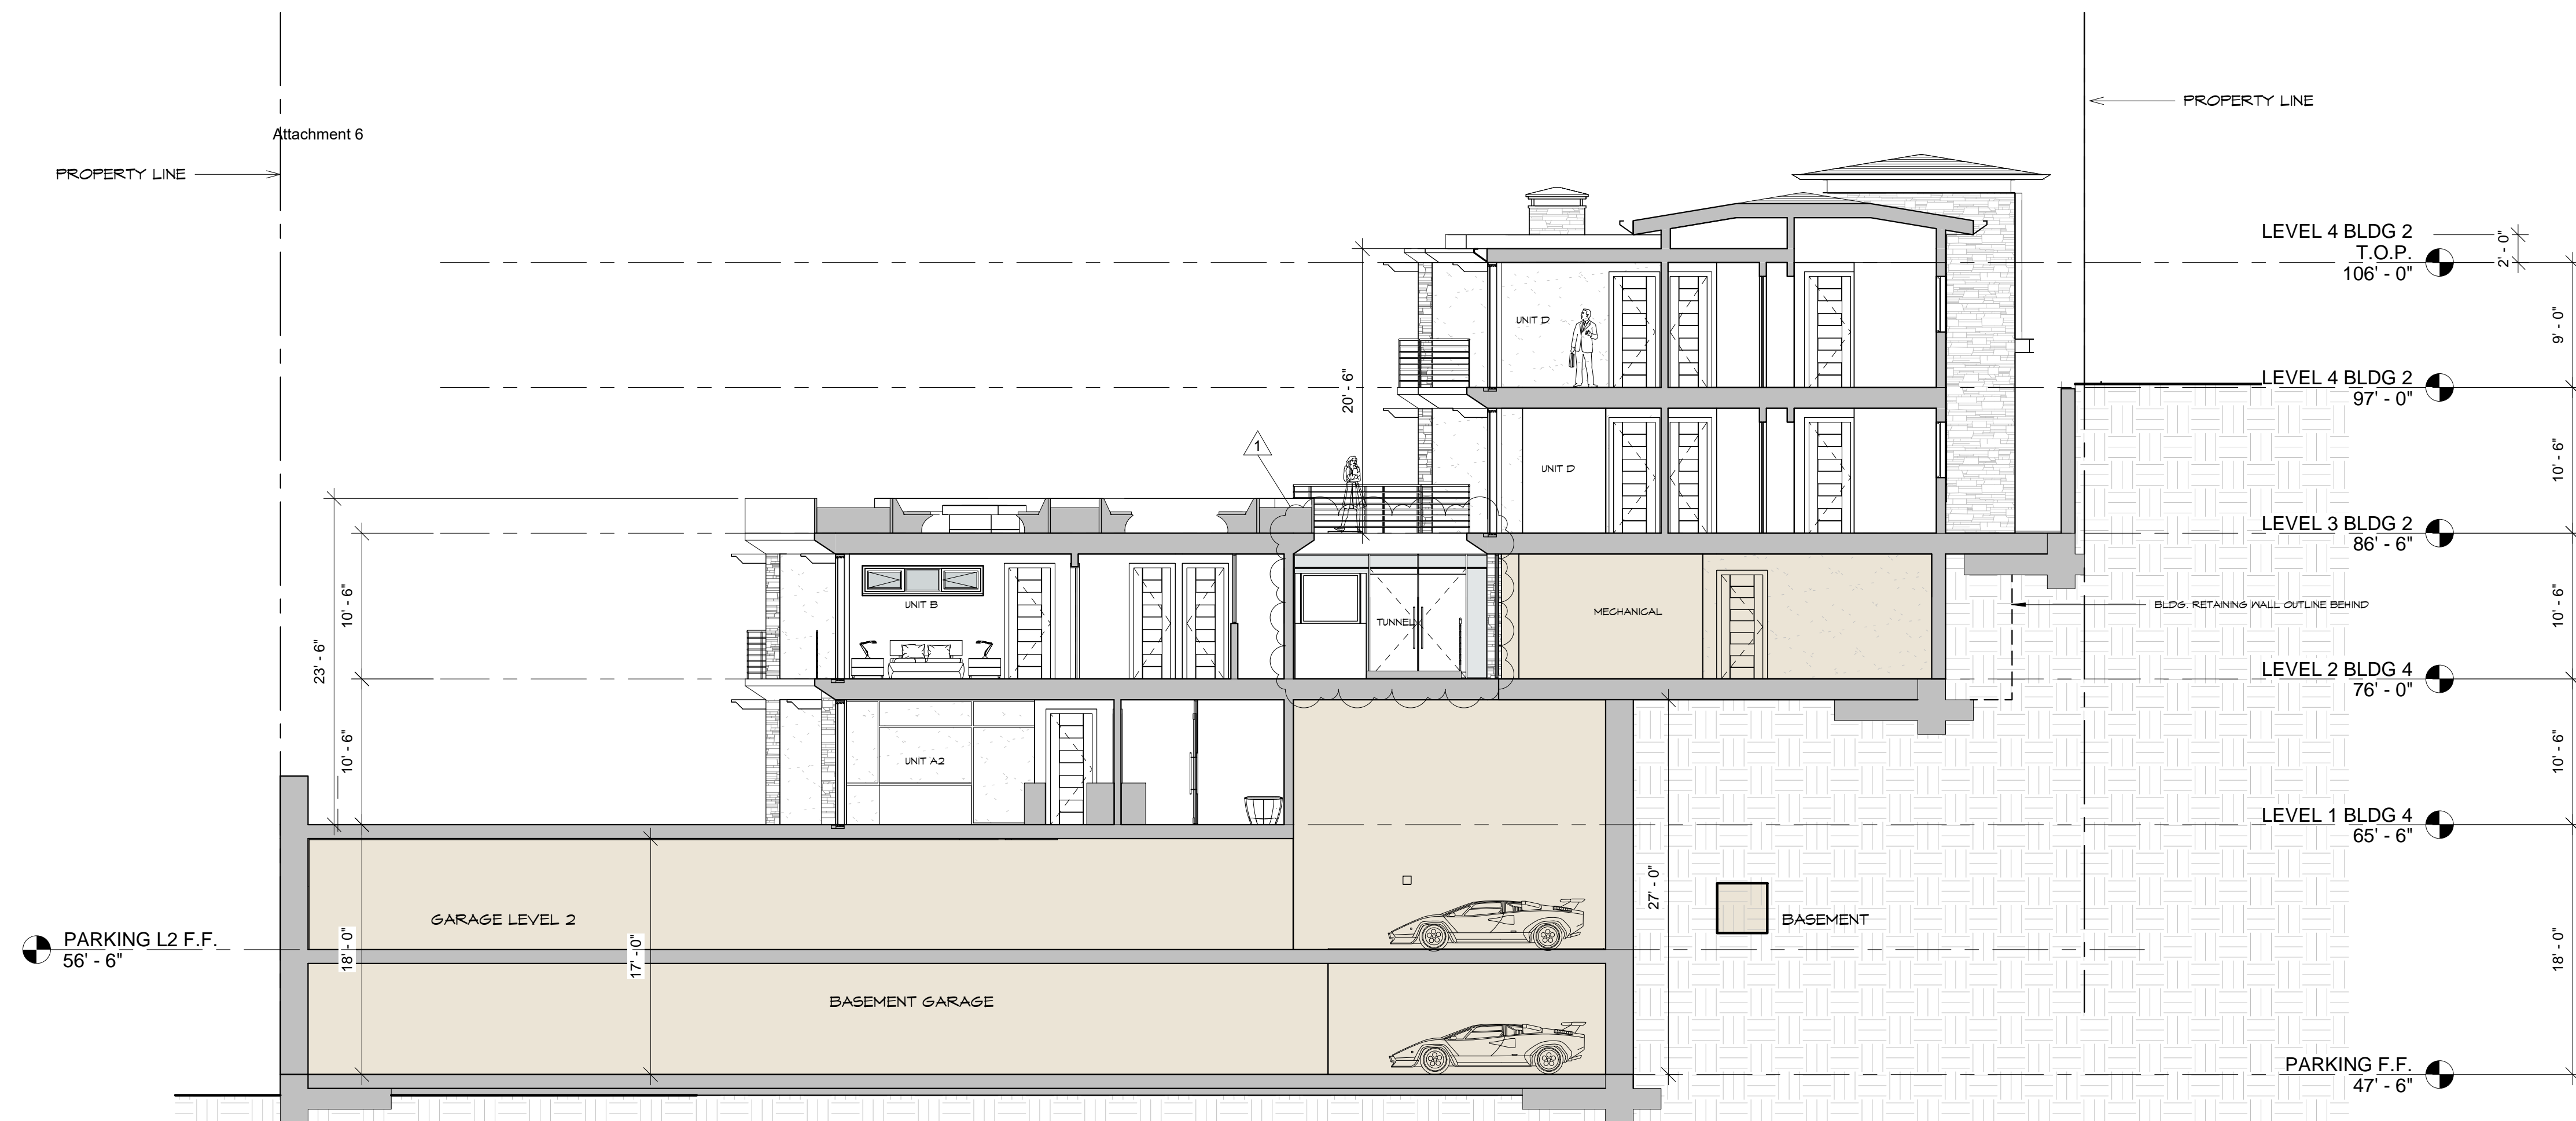 PROPERTY LINE
Attachment 6
PROPERTY LINE
LEVEL 4 BLDG 2
T.O.P.
106' - 0"
2' - 0"
9' - 0"
UNIT D
20' - 6"
LEVEL 4 BLDG 2
97' - 0"
10' - 6"
1
UNIT D
LEVEL 3 BLDG 2
86' - 6"
10' - 6"
23' - 6"
10' - 6"
UNIT B
TUNNEL
MECHANICAL
BLDG. RETAINING WALL OUTLINE BEHIND
LEVEL 2 BLDG 4
76' - 0"
10' - 6"
10' - 6"
UNIT A2
LEVEL 1 BLDG 4
65' - 6"
27' - 0"
GARAGE LEVEL 2
BASEMENT
PARKING L2 F.F.
56' - 6"
18' - 0"
17' - 0"
18' - 0"
BASEMENT GARAGE
PARKING F.F.
47' - 6"